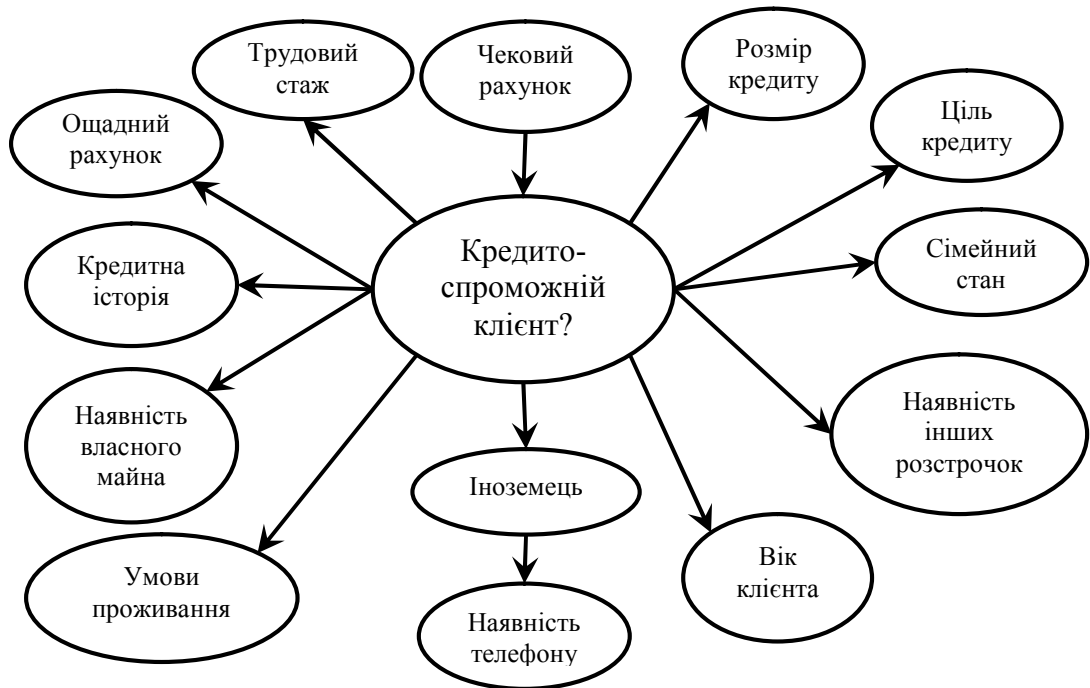 Трудовий
стаж
Чековий
рахунок
Розмір
кредиту
Ощадний
рахунок
Ціль
кредиту
Кредитна
історія
Кредито-
спроможній
клієнт?
Сімейний
стан
Наявність
власного
майна
Іноземець
Наявність
інших
розстрочок
Умови
проживання
Наявність
телефону
Вік
клієнта